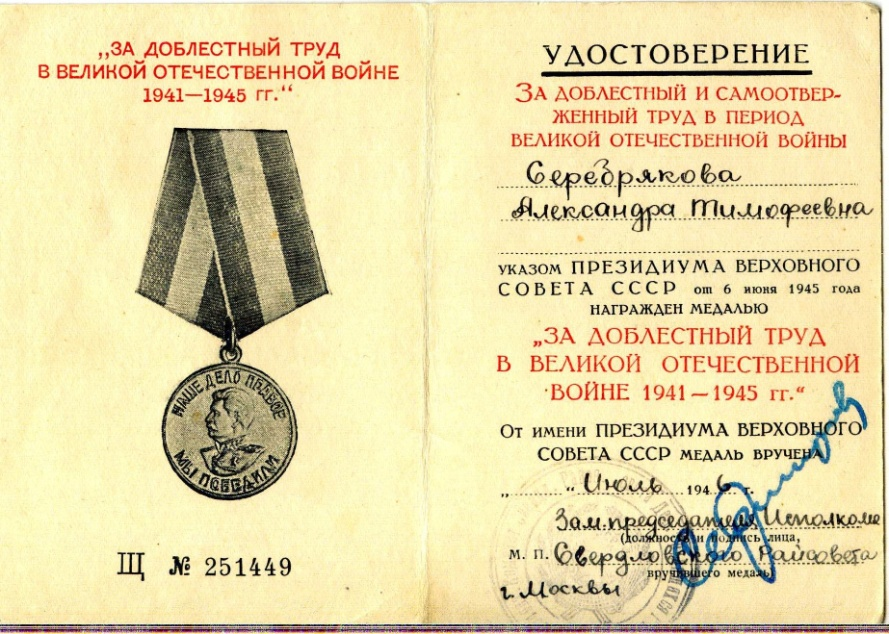 „ЗА ДОБЛЕСТНЫЙ ТРУД
В ВЕЛИКОЙ ОТЕЧЕСТВЕННОЙ ВОЙНЕ
1941—1945 гг.“
НАШЕ ДЕЛО ПРАВОЕ
МЫ ПОБЕДИЛИ
Щ № 251449
УДОСТОВЕРЕНИЕ
ЗА ДОБЛЕСТНЫЙ И САМООТВЕР-
ЖЕННЫЙ ТРУД В ПЕРИОД
ВЕЛИКОЙ ОТЕЧЕСТВЕННОЙ ВОЙНЫ
Серебрякова
Александра Тимофеевна
УКАЗОМ ПРЕЗИДИУМА ВЕРХОВНОГО
СОВЕТА СССР от 6 июня 1945 года
НАГРАЖДЕН МЕДАЛЬЮ
„ЗА ДОБЛЕСТНЫЙ ТРУД
В ВЕЛИКОЙ ОТЕЧЕСТВЕННОЙ
ВОЙНЕ 1941—1945 гг.“
От имени ПРЕЗИДИУМА ВЕРХОВНОГО
СОВЕТА СССР МЕДАЛЬ ВРУЧЕНА
„ “ Июль 1946 г.
Зам. председателя Исполкома
(должность и подпись лица,
М. П. Свердловского Райсовета
вручившего медаль)
г. Москвы